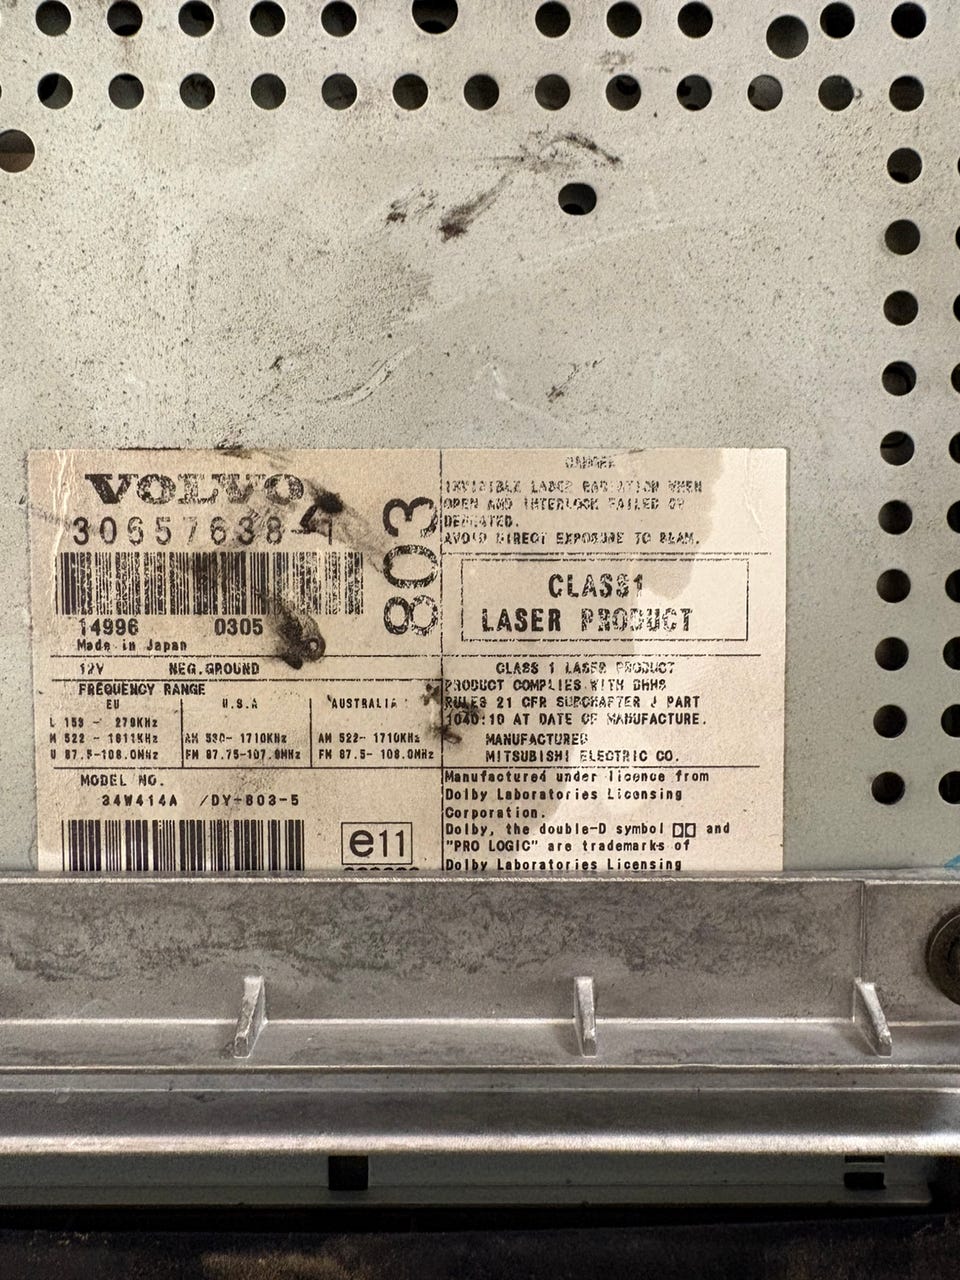 VOLVO
30657638-1
803
14996 0305
Made in Japan
12V NEG.GROUND
FREQUENCY RANGE
EU U.S.A AUSTRALIA
L 153 - 279KHz
M 522 - 1611KHz AM 530- 1710KHz AM 522- 1710KHz
U 87.5-108.0MHz FM 87.75-107.9MHz FM 87.5- 108.0MHz
MODEL NO.
34W414A /DY-803-5
e11
DANGER
INVISIBLE LASER RADIATION WHEN
OPEN AND INTERLOCK FAILED OR
DEFEATED.
AVOID DIRECT EXPOSURE TO BEAM.
CLASS1
LASER PRODUCT
CLASS 1 LASER PRODUCT
PRODUCT COMPLIES WITH DHHS
RULES 21 CFR SUBCHAPTER J PART
1040:10 AT DATE OF MANUFACTURE.
MANUFACTURED
MITSUBISHI ELECTRIC CO.
Manufactured under licence from
Dolby Laboratories Licensing
Corporation.
Dolby, the double-D symbol and
"PRO LOGIC" are trademarks of
Dolby Laboratories Licensing